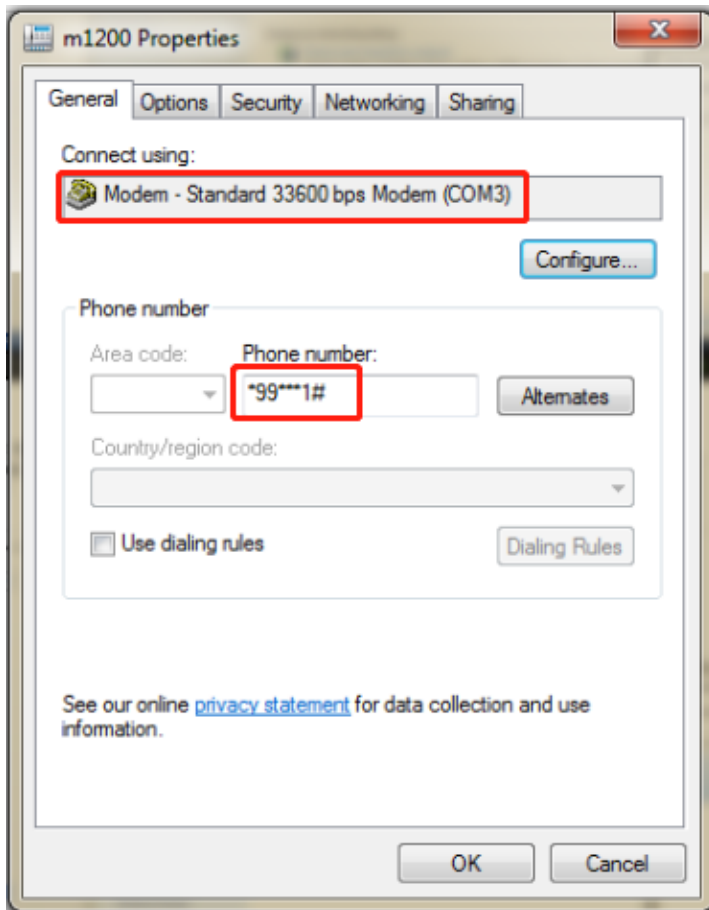 m1200 Properties
General Options Security Networking Sharing
Connect using:
Modem - Standard 33600 bps Modem (COM3)
Configure...
Phone number
Area code: Phone number:
*99***1# Alternates
Country/region code:
Use dialing rules Dialing Rules
See our online privacy statement for data collection and use
information.
OK Cancel